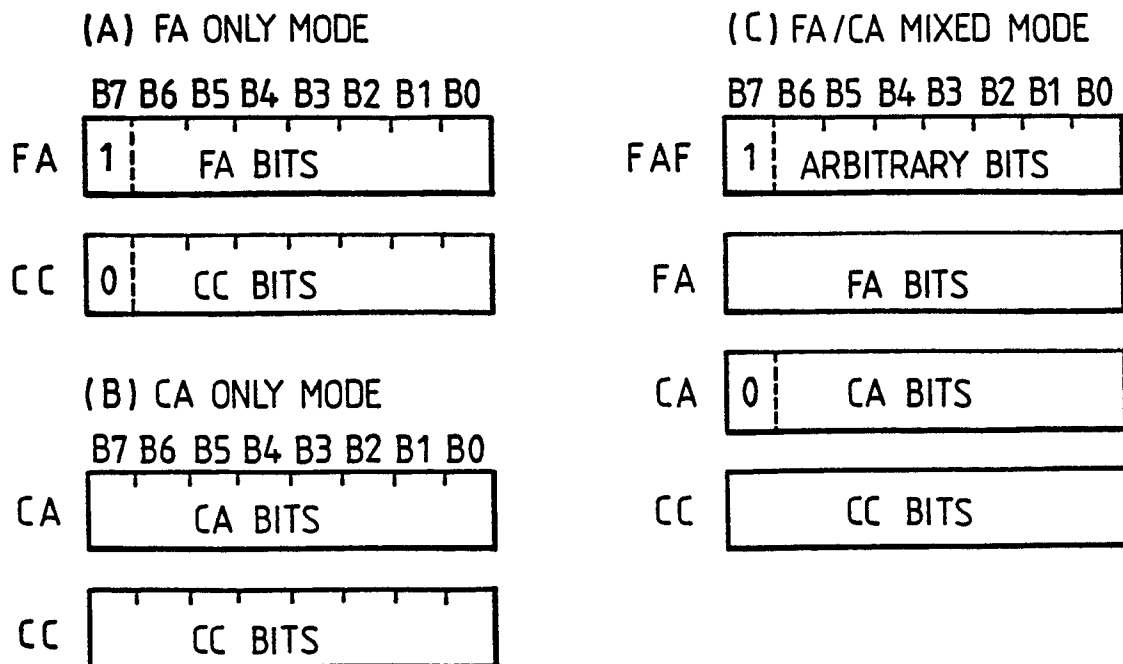 (A) FA ONLY MODE
B7 B6 B5 B4 B3 B2 B1 B0
FA 1 FA BITS
CC 0 CC BITS
(B) CA ONLY MODE
B7 B6 B5 B4 B3 B2 B1 B0
CA CA BITS
CC CC BITS
(C) FA/CA MIXED MODE
B7 B6 B5 B4 B3 B2 B1 B0
FAF 1 ARBITRARY BITS
FA FA BITS
CA 0 CA BITS
CC CC BITS